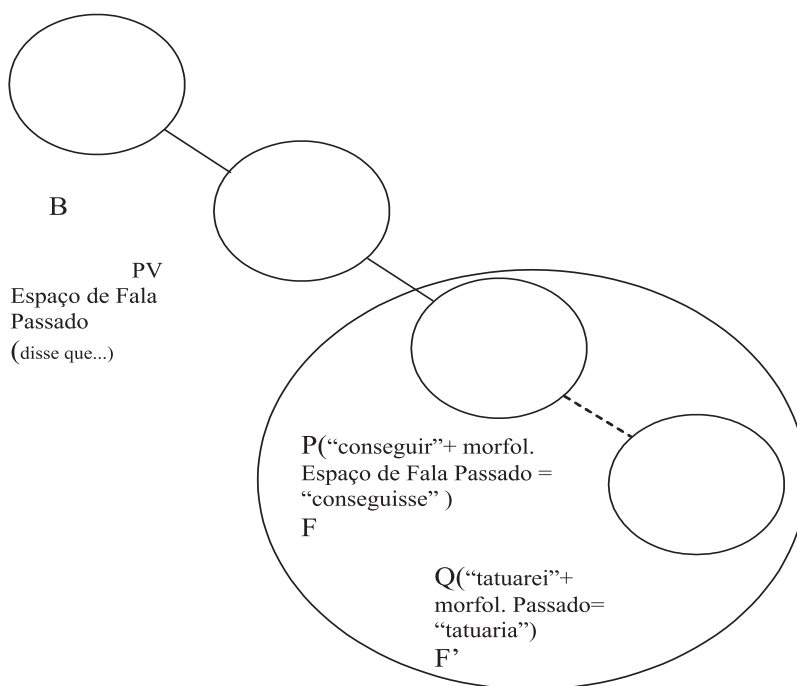 B
PV
Espaço de Fala
Passado
(disse que...)
P(“conseguir”+ morfol.
Espaço de Fala Passado =
“conseguisse” )
F
Q(“tatuarei”+
morfol. Passado=
“tatuaria”)
F’